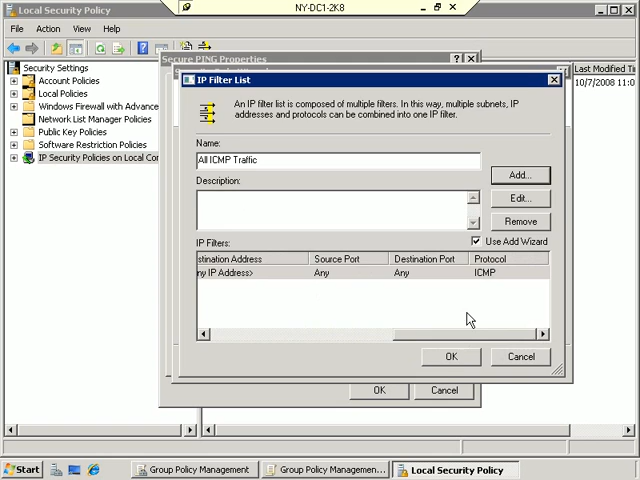 NY-DC1-2K8
Local Security Policy
File Action View Help
Security Settings
Account Policies
Local Policies
Windows Firewall with Advance
Network List Manager Policies
Public Key Policies
Software Restriction Policies
IP Security Policies on Local Cor
Last Modified Ti
10/7/2008 11:0
Secure PING Properties
IP Filter List
An IP filter list is composed of multiple filters. In this way, multiple subnets, IP
addresses and protocols can be combined into one IP filter.
Name:
All ICMP Traffic
Add...
Description:
Edit...
Remove
IP Filters:
Use Add Wizard
stination Address Source Port Destination Port Protocol
ny IP Address> Any Any ICMP
OK Cancel
OK Cancel
Start Group Policy Management Group Policy Managemen... Local Security Policy